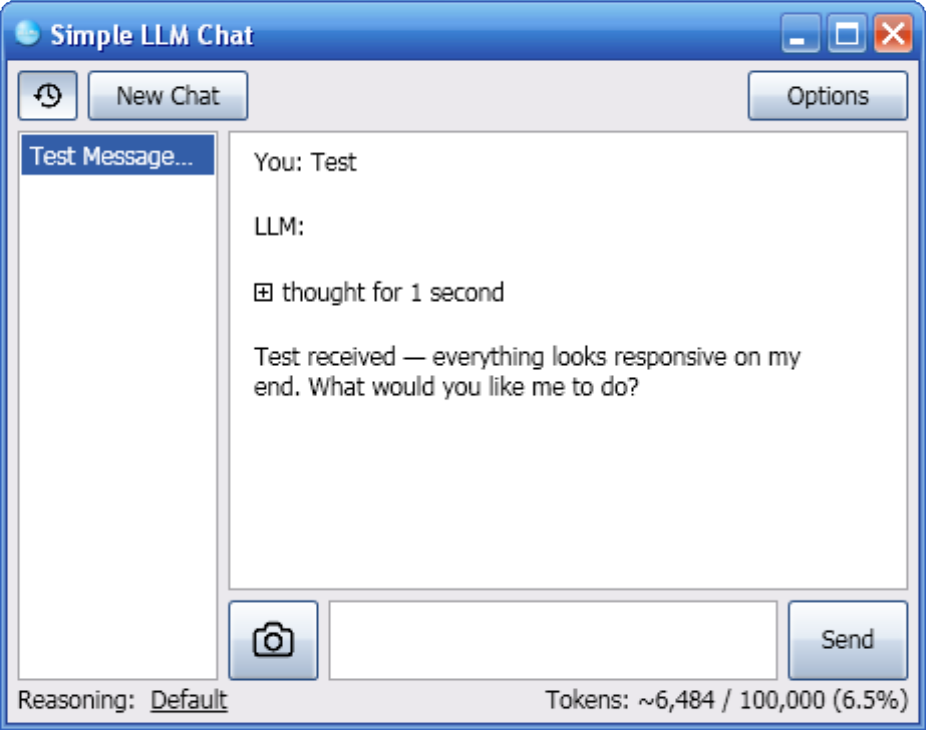 Simple LLM Chat
New Chat
Options
Test Message...
You: Test
LLM:
thought for 1 second
Test received — everything looks responsive on my
end. What would you like me to do?
Send
Reasoning: Default
Tokens: ~6,484 / 100,000 (6.5%)